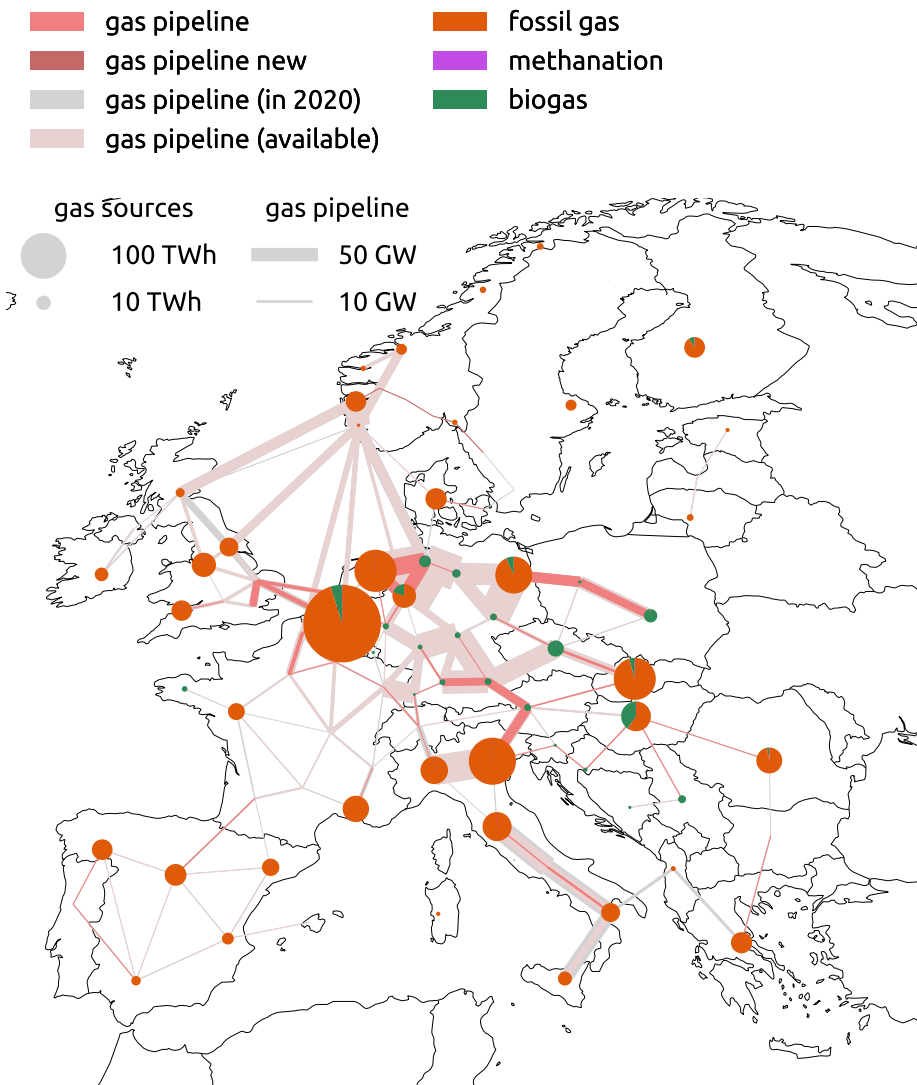 gas pipeline
gas pipeline new
gas pipeline (in 2020)
gas pipeline (available)
fossil gas
methanation
biogas
gas sources
100 TWh
10 TWh
gas pipeline
50 GW
10 GW